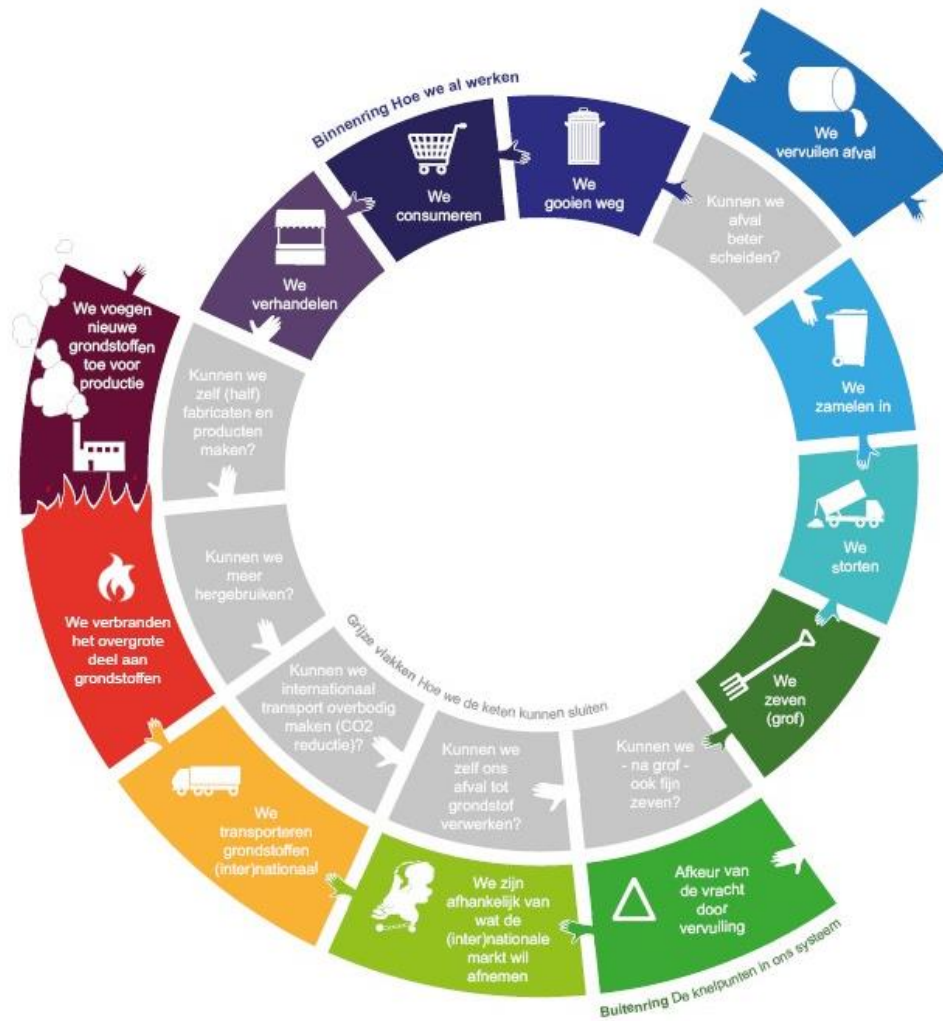 Binnenring Hoe we al werken
We
consumeren
We
gooien weg
Kunnen we
afval
beter
scheiden?
We
vervuilen afval
We
zamelen in
We
storten
We
zeven
(grof)
Kunnen we
- na grof -
ook fijn
zeven?
Afkeur van
de vracht
door
vervuiling
Buitenring De knelpunten in ons systeem
Kunnen we
zelf ons
afval tot
grondstof
verwerken?
We zijn
afhankelijk van
wat de
(inter)nationale
markt wil
afnemen
Grijze vlakken Hoe we de keten kunnen sluiten
Kunnen we
internationaal
transport overbodig
maken (CO2
reductie)?
We
transporteren
grondstoffen
(inter)nationaal
Kunnen we
meer
hergebruiken?
We verbranden
het overgrote
deel aan
grondstoffen
Kunnen we
zelf (half)
fabricaten en
producten
maken?
We voegen
nieuwe
grondstoffen
toe voor
productie
We
verhandelen